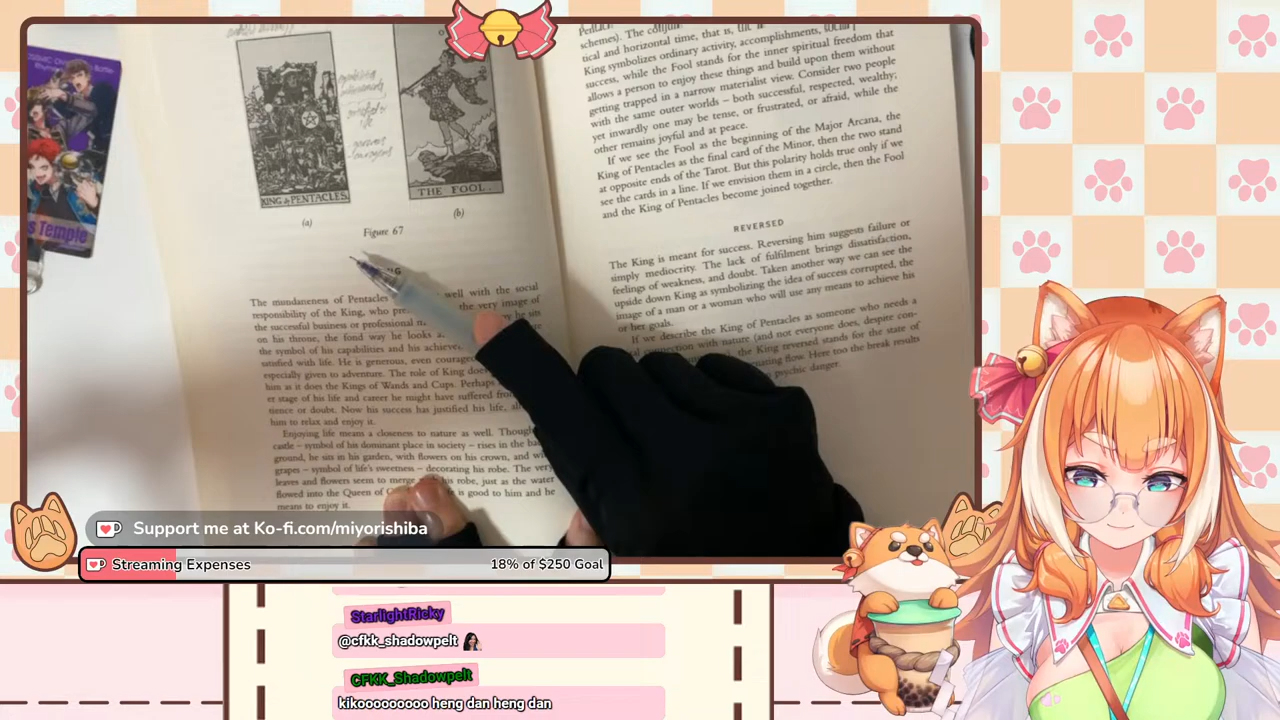 KING of PENTACLES.
THE FOOL.
(a)
(b)
Figure 67
The mundaneness of Pentacles well with the social
responsibility of the King, who the very image of
the successful business or professional he sits
on his throne, the fond way he looks
the symbol of his capabilities and his
satisfied with life. He is generous, even
especially given to adventure. The role of King
him as it does the Kings of Wands and Cups. Perhaps
er stage of his life and career he might have suffered
tience or doubt. Now his success has justified his life,
him to relax and enjoy it.
Enjoying life means a closeness to nature as well. Though
castle – symbol of his dominant place in society – rises in the
ground, he sits in his garden, with flowers on his crown, and
grapes – symbol of life's sweetness – decorating his robe. The very
leaves and flowers seem to merge his robe, just as the water
flowed into the Queen of is good to him and he
means to enjoy it.
schemes). The
tical and horizontal time, that is,
King symbolizes ordinary activity, accomplishments,
success, while the Fool stands for the inner spiritual freedom that
allows a person to enjoy these things and build upon them without
getting trapped in a narrow materialist view. Consider two people
with the same outer worlds – both successful, respected, wealthy;
yet inwardly one may be tense, or frustrated, or afraid, while the
other remains joyful and at peace.
If we see the Fool as the beginning of the Major Arcana, the
King of Pentacles as the final card of the Minor, then the two stand
at opposite ends of the Tarot. But this polarity holds true only if we
see the cards in a line. If we envision them in a circle, then the Fool
and the King of Pentacles become joined together.
REVERSED
The King is meant for success. Reversing him suggests failure or
simply mediocrity. The lack of fulfilment brings dissatisfaction,
feelings of weakness, and doubt. Taken another way we can see the
upside down King as symbolizing the idea of success corrupted, the
image of a man or a woman who will use any means to achieve his
or her goals.
If we describe the King of Pentacles as someone who needs a
connection with nature (and not everyone does, despite con-
the King reversed stands for the state of
flow. Here too the break results
psychic danger.
Temple
Support me at Ko-fi.com/miyorishiba
Streaming Expenses
18% of $250 Goal
StarlightRicky
@cfkk_shadowpelt
CFKK_Shadowpelt
kikooooooooo heng dan heng dan